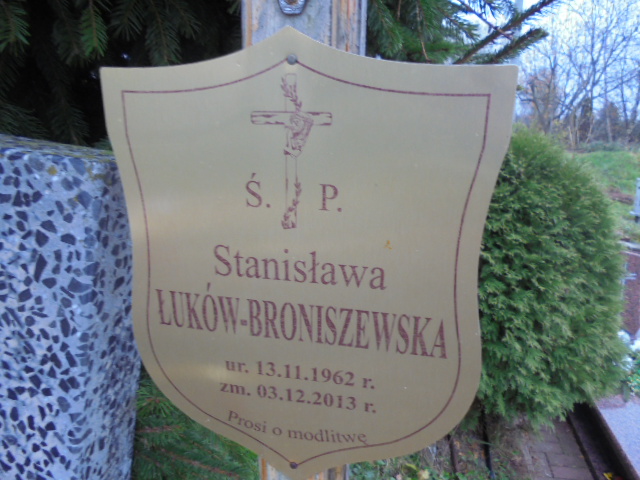 Ś. P.
Stanisława
ŁUKÓW-BRONISZEWSKA
ur. 13.11.1962 r.
zm. 03.12.2013 r.
Prosi o modlitwę